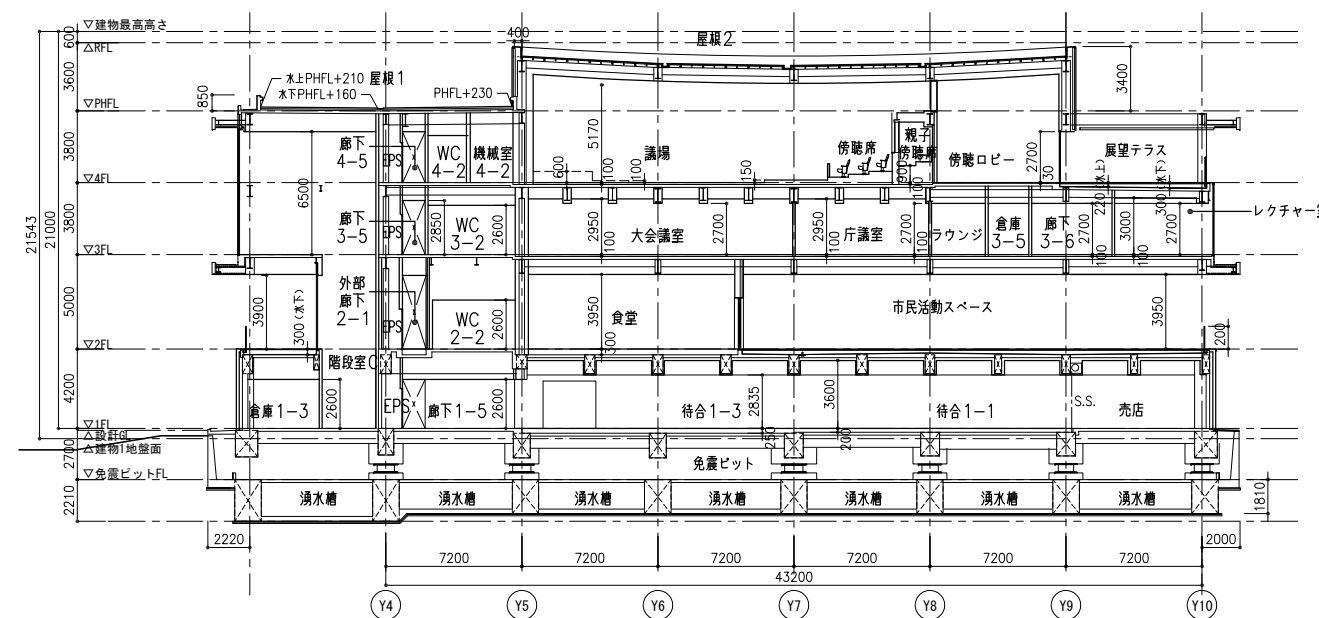 ▽建物最高高さ
△RFL
▽PHFL
▽4FL
▽3FL
▽2FL
▽1FL
△設計GL
△建物1地盤面
▽免震ピットFL
600
3600
3800
3800
5000
4200
2700
2210
21543
21000
400
屋根2
水上PHFL+210 屋根1
水下PHFL+160
PHFL+230
850
3400
廊下
4-5
EPS
WC
4-2
機械室
4-2
5170
600
議場
100
100
150
傍聴席
親子
傍聴席
900
100
傍聴ロビー
2700
30
展望テラス
220 (水上)
300 (水下)
6500
廊下
3-5
2850
WC
3-2
2600
2950
100
大会議室
2700
2950
100
庁議室
2700
100
ラウンジ
倉庫
3-5
廊下
3-6
2700
100
3000
100
2700
レクチャー
外部
廊下
2-1
3900
300 (水下)
EPS
WC
2-2
2600
食堂
3950
300
市民活動スペース
3950
200
階段室C
倉庫1-3
2600
EPS
廊下1-5
2600
待合1-3
2835
250
3600
200
待合1-1
S.S.
売店
免震ピット
湧水槽
湧水槽
湧水槽
湧水槽
湧水槽
湧水槽
湧水槽
1810
2220
7200
7200
7200
7200
7200
7200
2000
43200
Y4
Y5
Y6
Y7
Y8
Y9
Y10